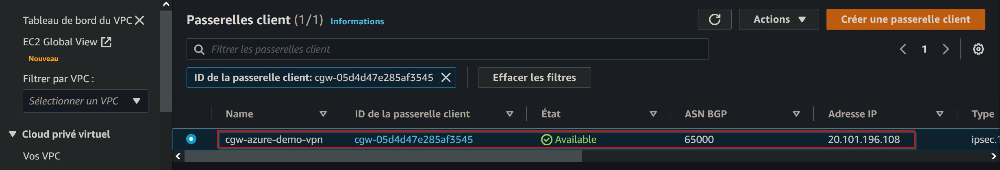 Tableau de bord du VPC
EC2 Global View
Nouveau
Filtrer par VPC :
Sélectionner un VPC
Cloud privé virtuel
Vos VPC
Passerelles client (1/1) Informations
Actions
Créer une passerelle client
Filtrer les passerelles client
1
ID de la passerelle client: cgw-05d4d47e285af3545
Effacer les filtres
Name ID de la passerelle client État ASN BGP Adresse IP Type
cgw-azure-demo-vpn cgw-05d4d47e285af3545 Available 65000 20.101.196.108 ipsec.